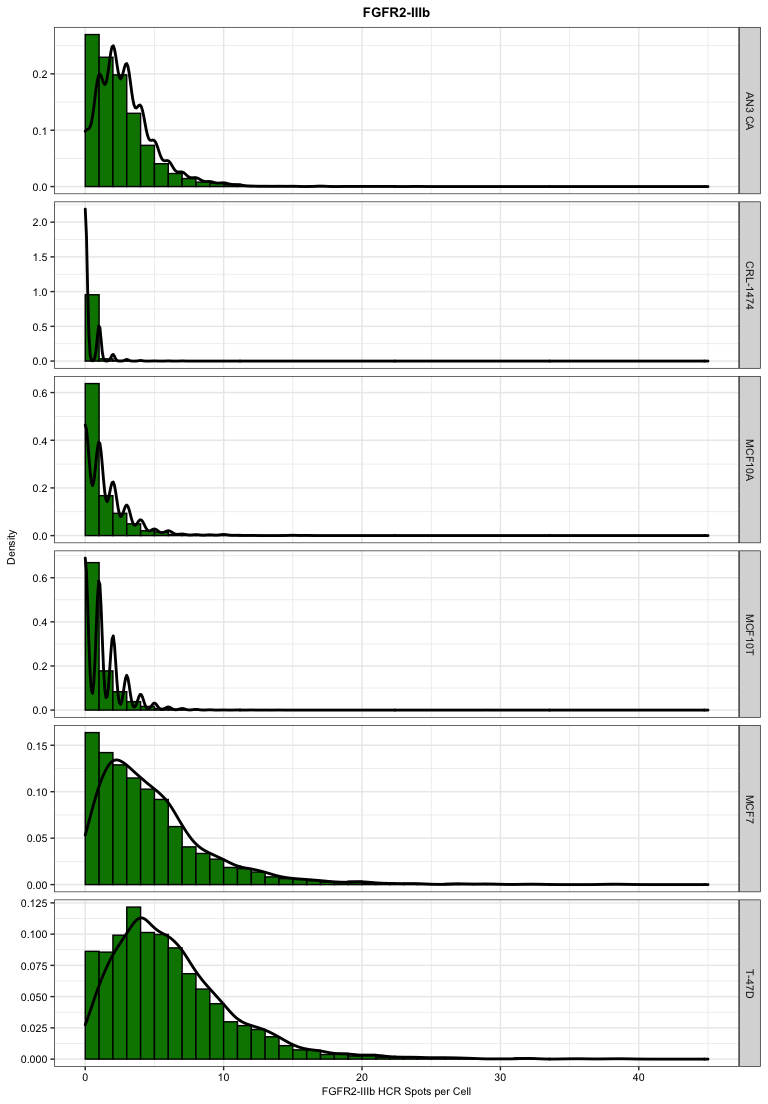 FGFR2-IIIb
0.2
0.1
0.0
AN3 CA
2.0
1.5
1.0
0.5
0.0
CRL-1474
0.6
0.4
0.2
0.0
MCF10A
Density
0.6
0.4
0.2
0.0
MCF10T
0.15
0.10
0.05
0.00
MCF7
0.125
0.100
0.075
0.050
0.025
0.000
T-47D
0 10 20 30 40
FGFR2-IIIb HCR Spots per Cell